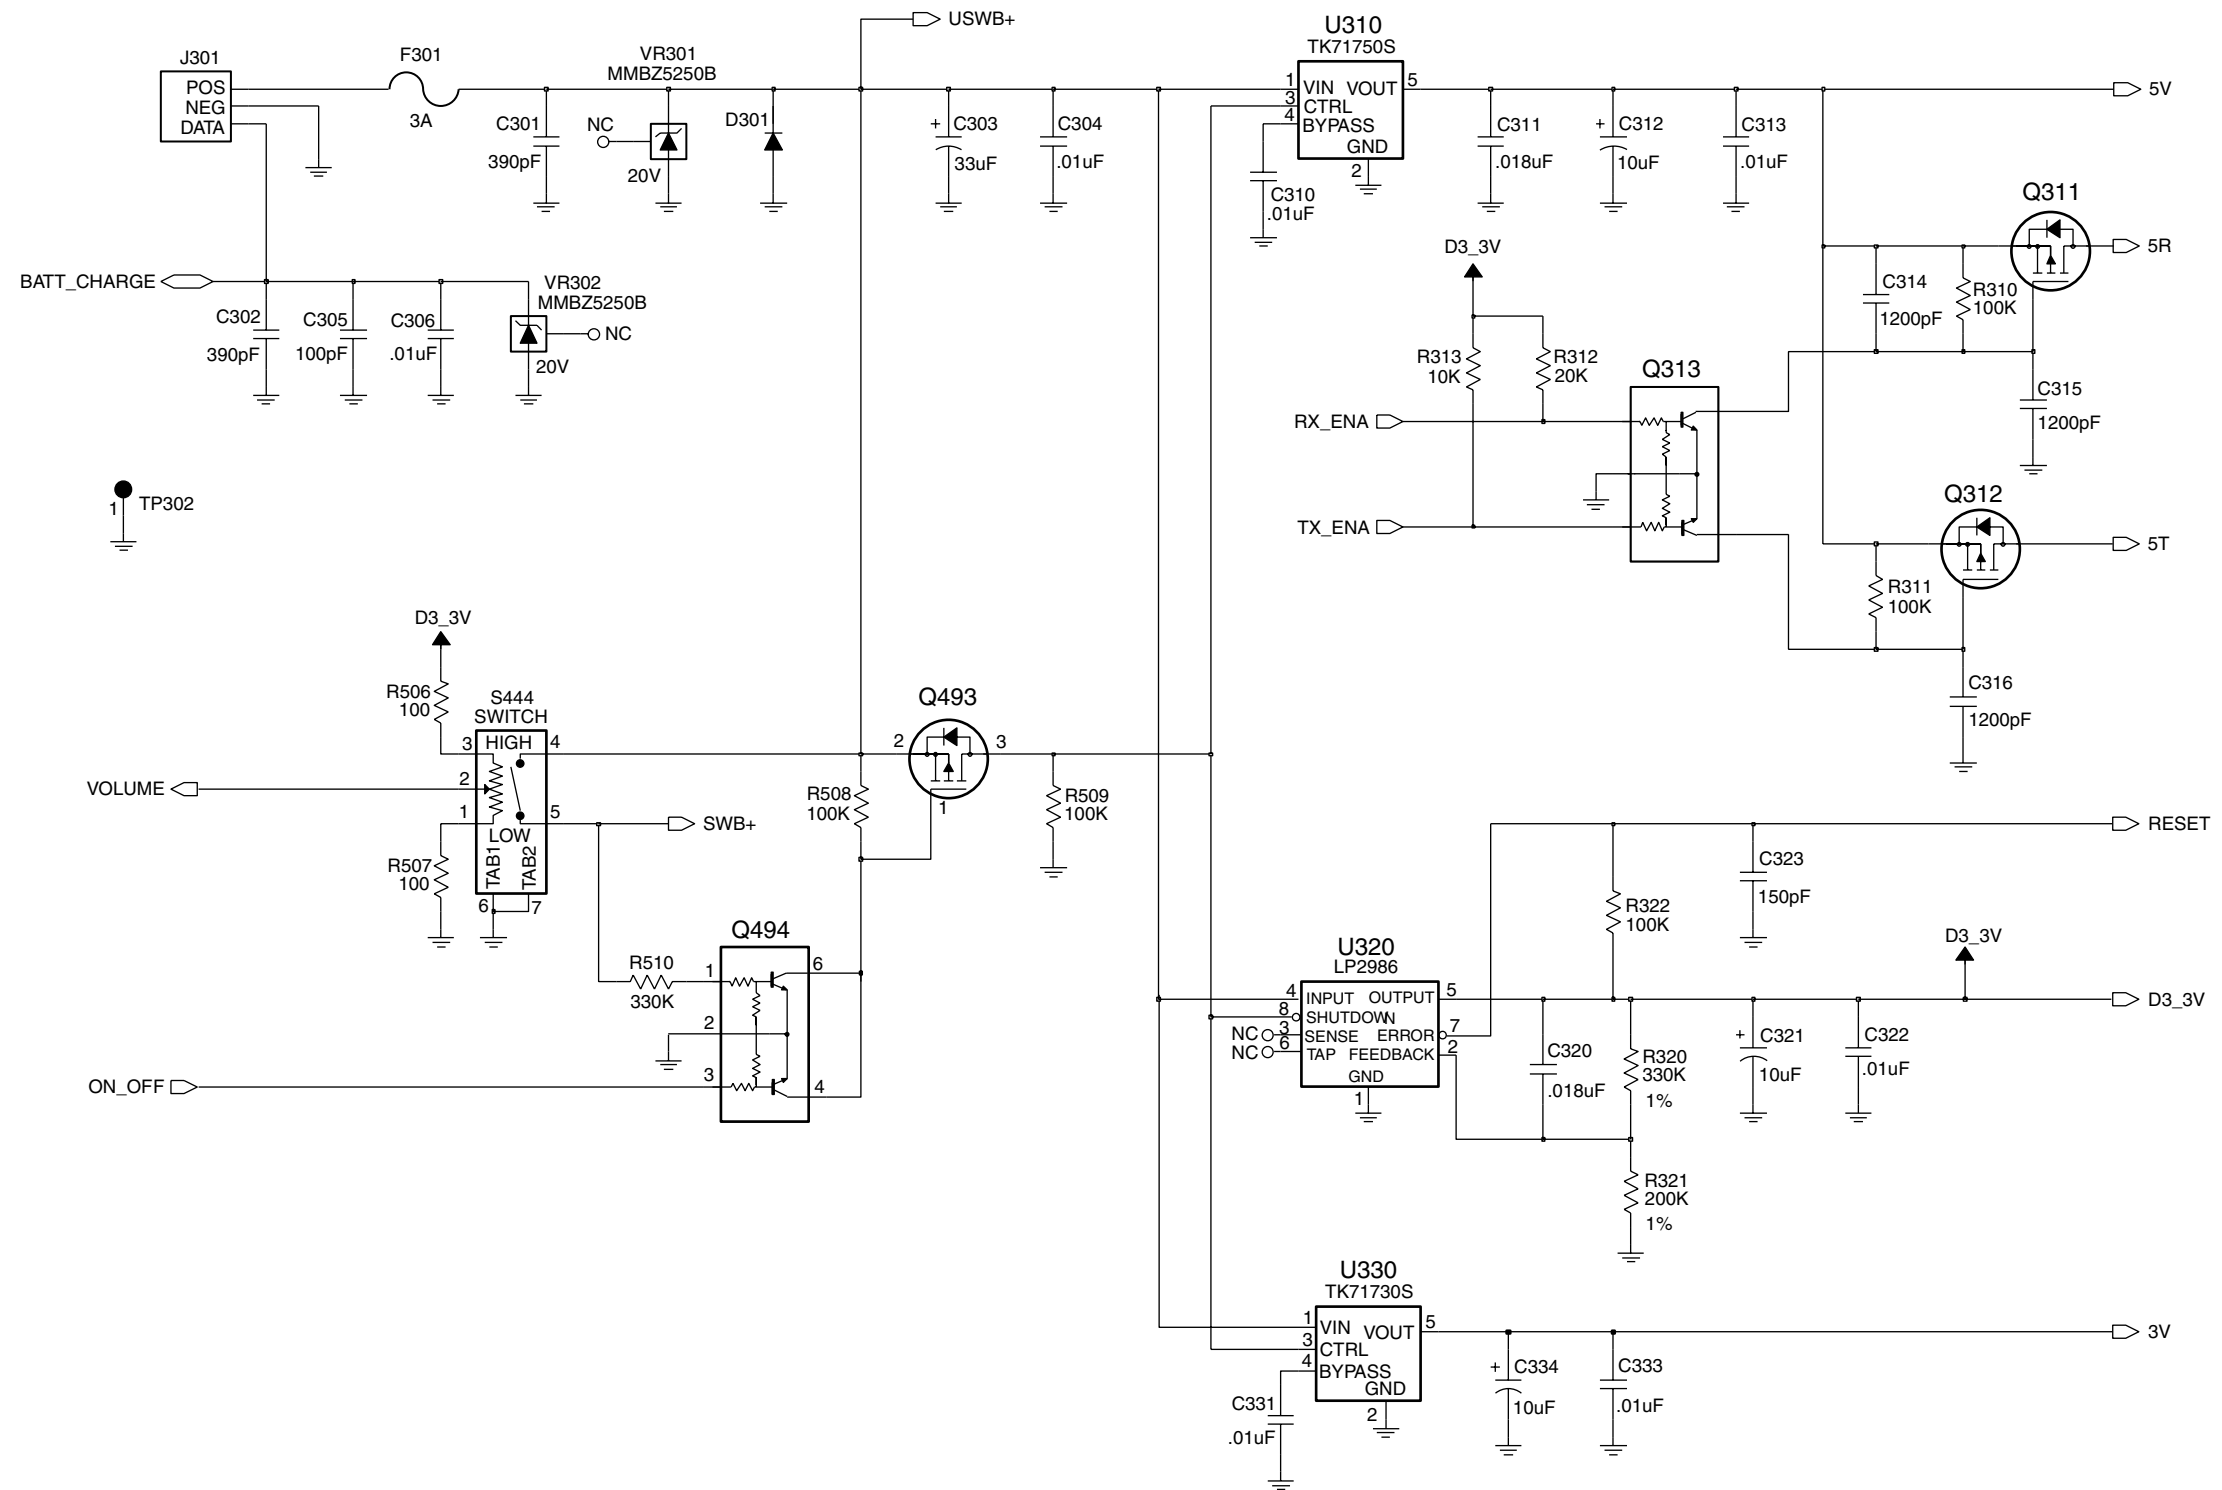 USWB+
J301
POS
NEG
DATA
F301
3A
VR301
MMBZ5250B
C301
390pF
NC
20V
D301
+
C303
33uF
C304
.01uF
U310
TK71750S
1
VIN
VOUT
5
3
CTRL
4
BYPASS
GND
2
C310
.01uF
C311
.018uF
+
C312
10uF
C313
.01uF
5V
Q311
5R
C314
1200pF
R310
100K
C315
1200pF
BATT_CHARGE
C302
390pF
C305
100pF
C306
.01uF
VR302
MMBZ5250B
NC
20V
D3_3V
R313
10K
R312
20K
Q313
RX_ENA
TX_ENA
Q312
5T
R311
100K
C316
1200pF
1
TP302
D3_3V
R506
100
S444
SWITCH
3
HIGH
4
VOLUME
2
1
5
LOW
TAB1
TAB2
6
7
R507
100
SWB+
Q493
2
3
1
R508
100K
R509
100K
Q494
R510
330K
1
6
2
3
4
ON_OFF
RESET
C323
150pF
R322
100K
D3_3V
U320
LP2986
4
INPUT
OUTPUT
5
8
SHUTDOWN
NC
3
SENSE
ERROR
7
NC
6
TAP
FEEDBACK
2
GND
1
C320
.018uF
R320
330K
1%
+
C321
10uF
C322
.01uF
D3_3V
R321
200K
1%
U330
TK71730S
1
VIN
VOUT
5
3
CTRL
4
BYPASS
GND
2
C331
.01uF
+
C334
10uF
C333
.01uF
3V